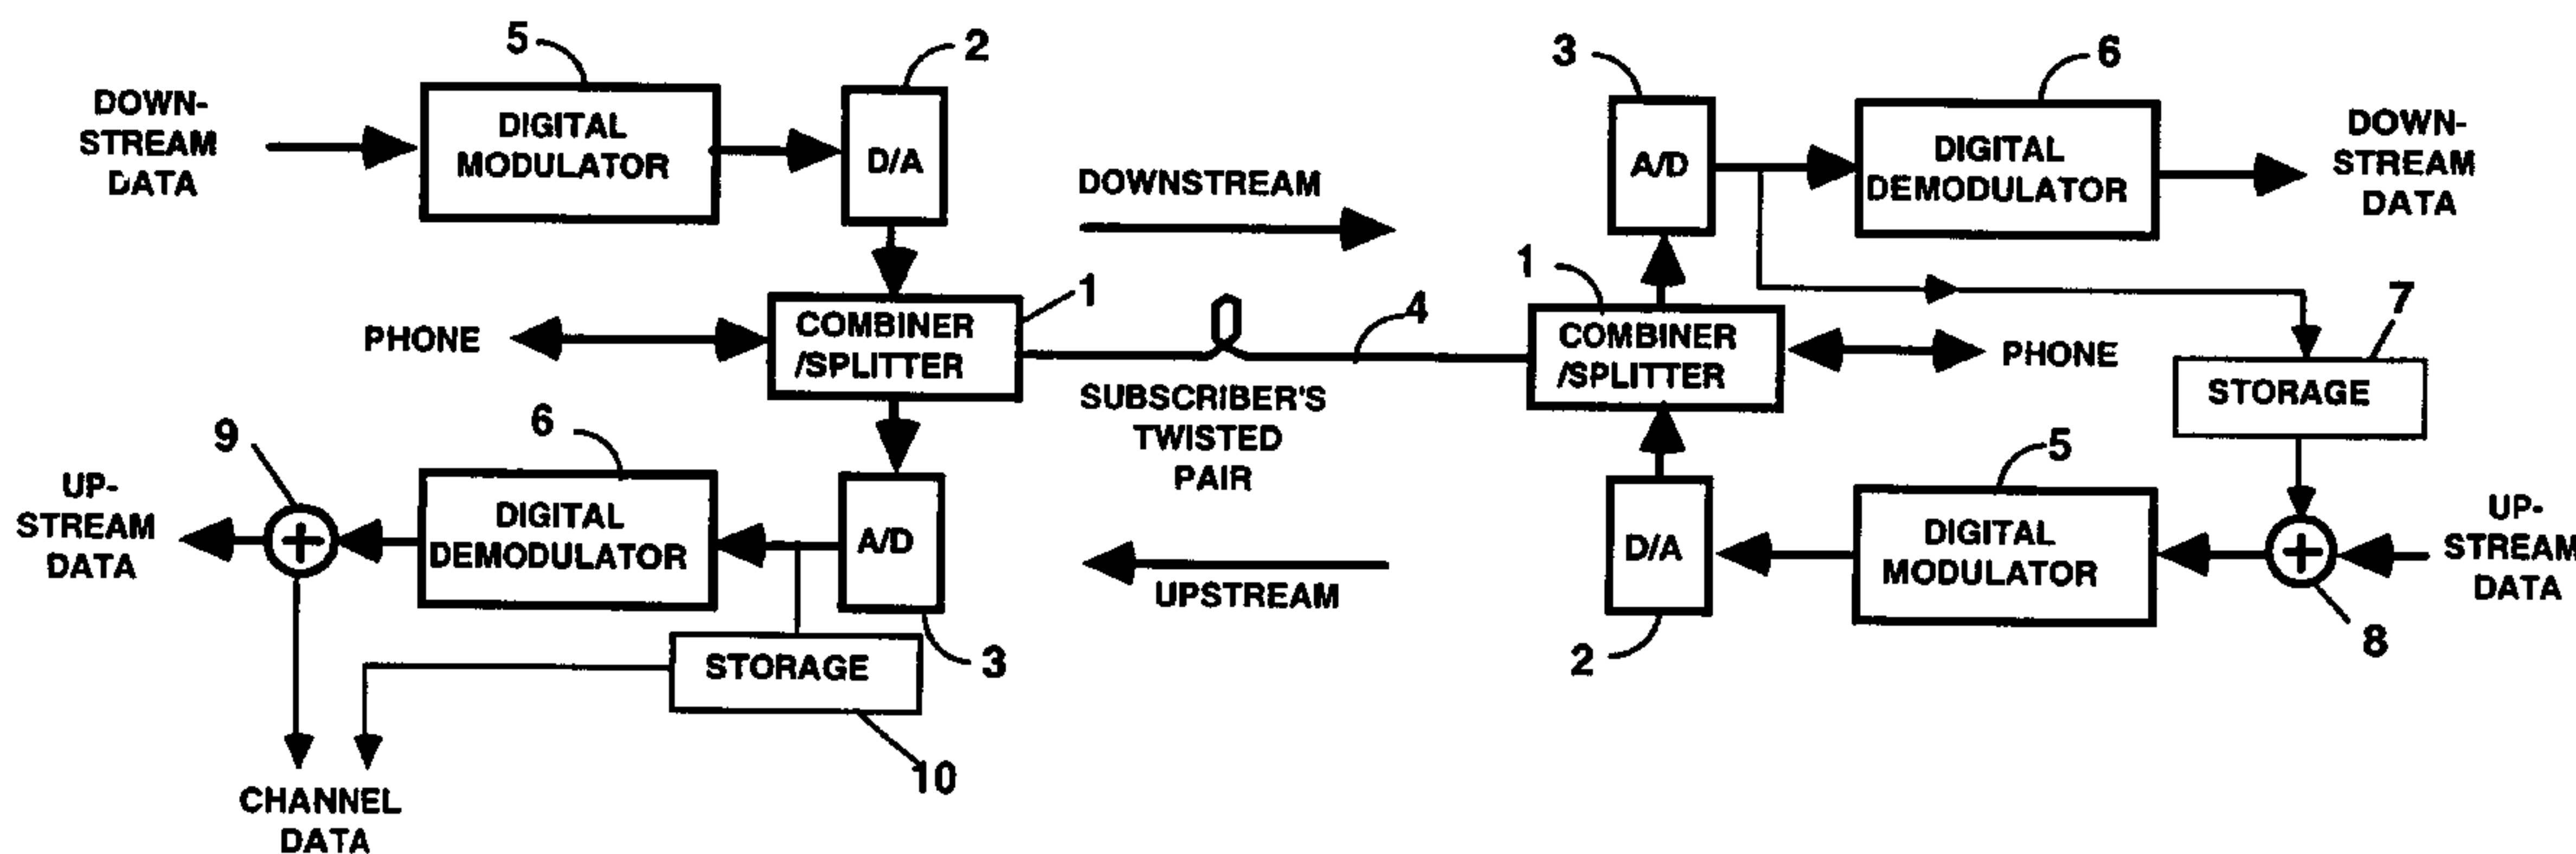 5
2
3
6
DOWN-
STREAM
DATA
DIGITAL
MODULATOR
D/A
DOWNSTREAM
A/D
DIGITAL
DEMODULATOR
DOWN-
STREAM
DATA
1
1
4
7
PHONE
COMBINER
/SPLITTER
SUBSCRIBER'S
TWISTED
PAIR
COMBINER
/SPLITTER
PHONE
STORAGE
9
6
5
UP-
STREAM
DATA
+
DIGITAL
DEMODULATOR
A/D
UPSTREAM
D/A
DIGITAL
MODULATOR
+
UP-
STREAM
DATA
STORAGE
3
2
8
10
CHANNEL
DATA